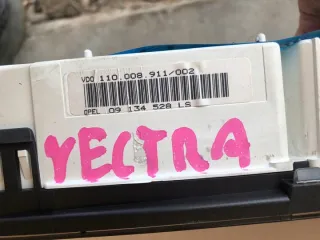 VDO 110.008.911/002
OPEL 09 134 528 LS
VECTRA